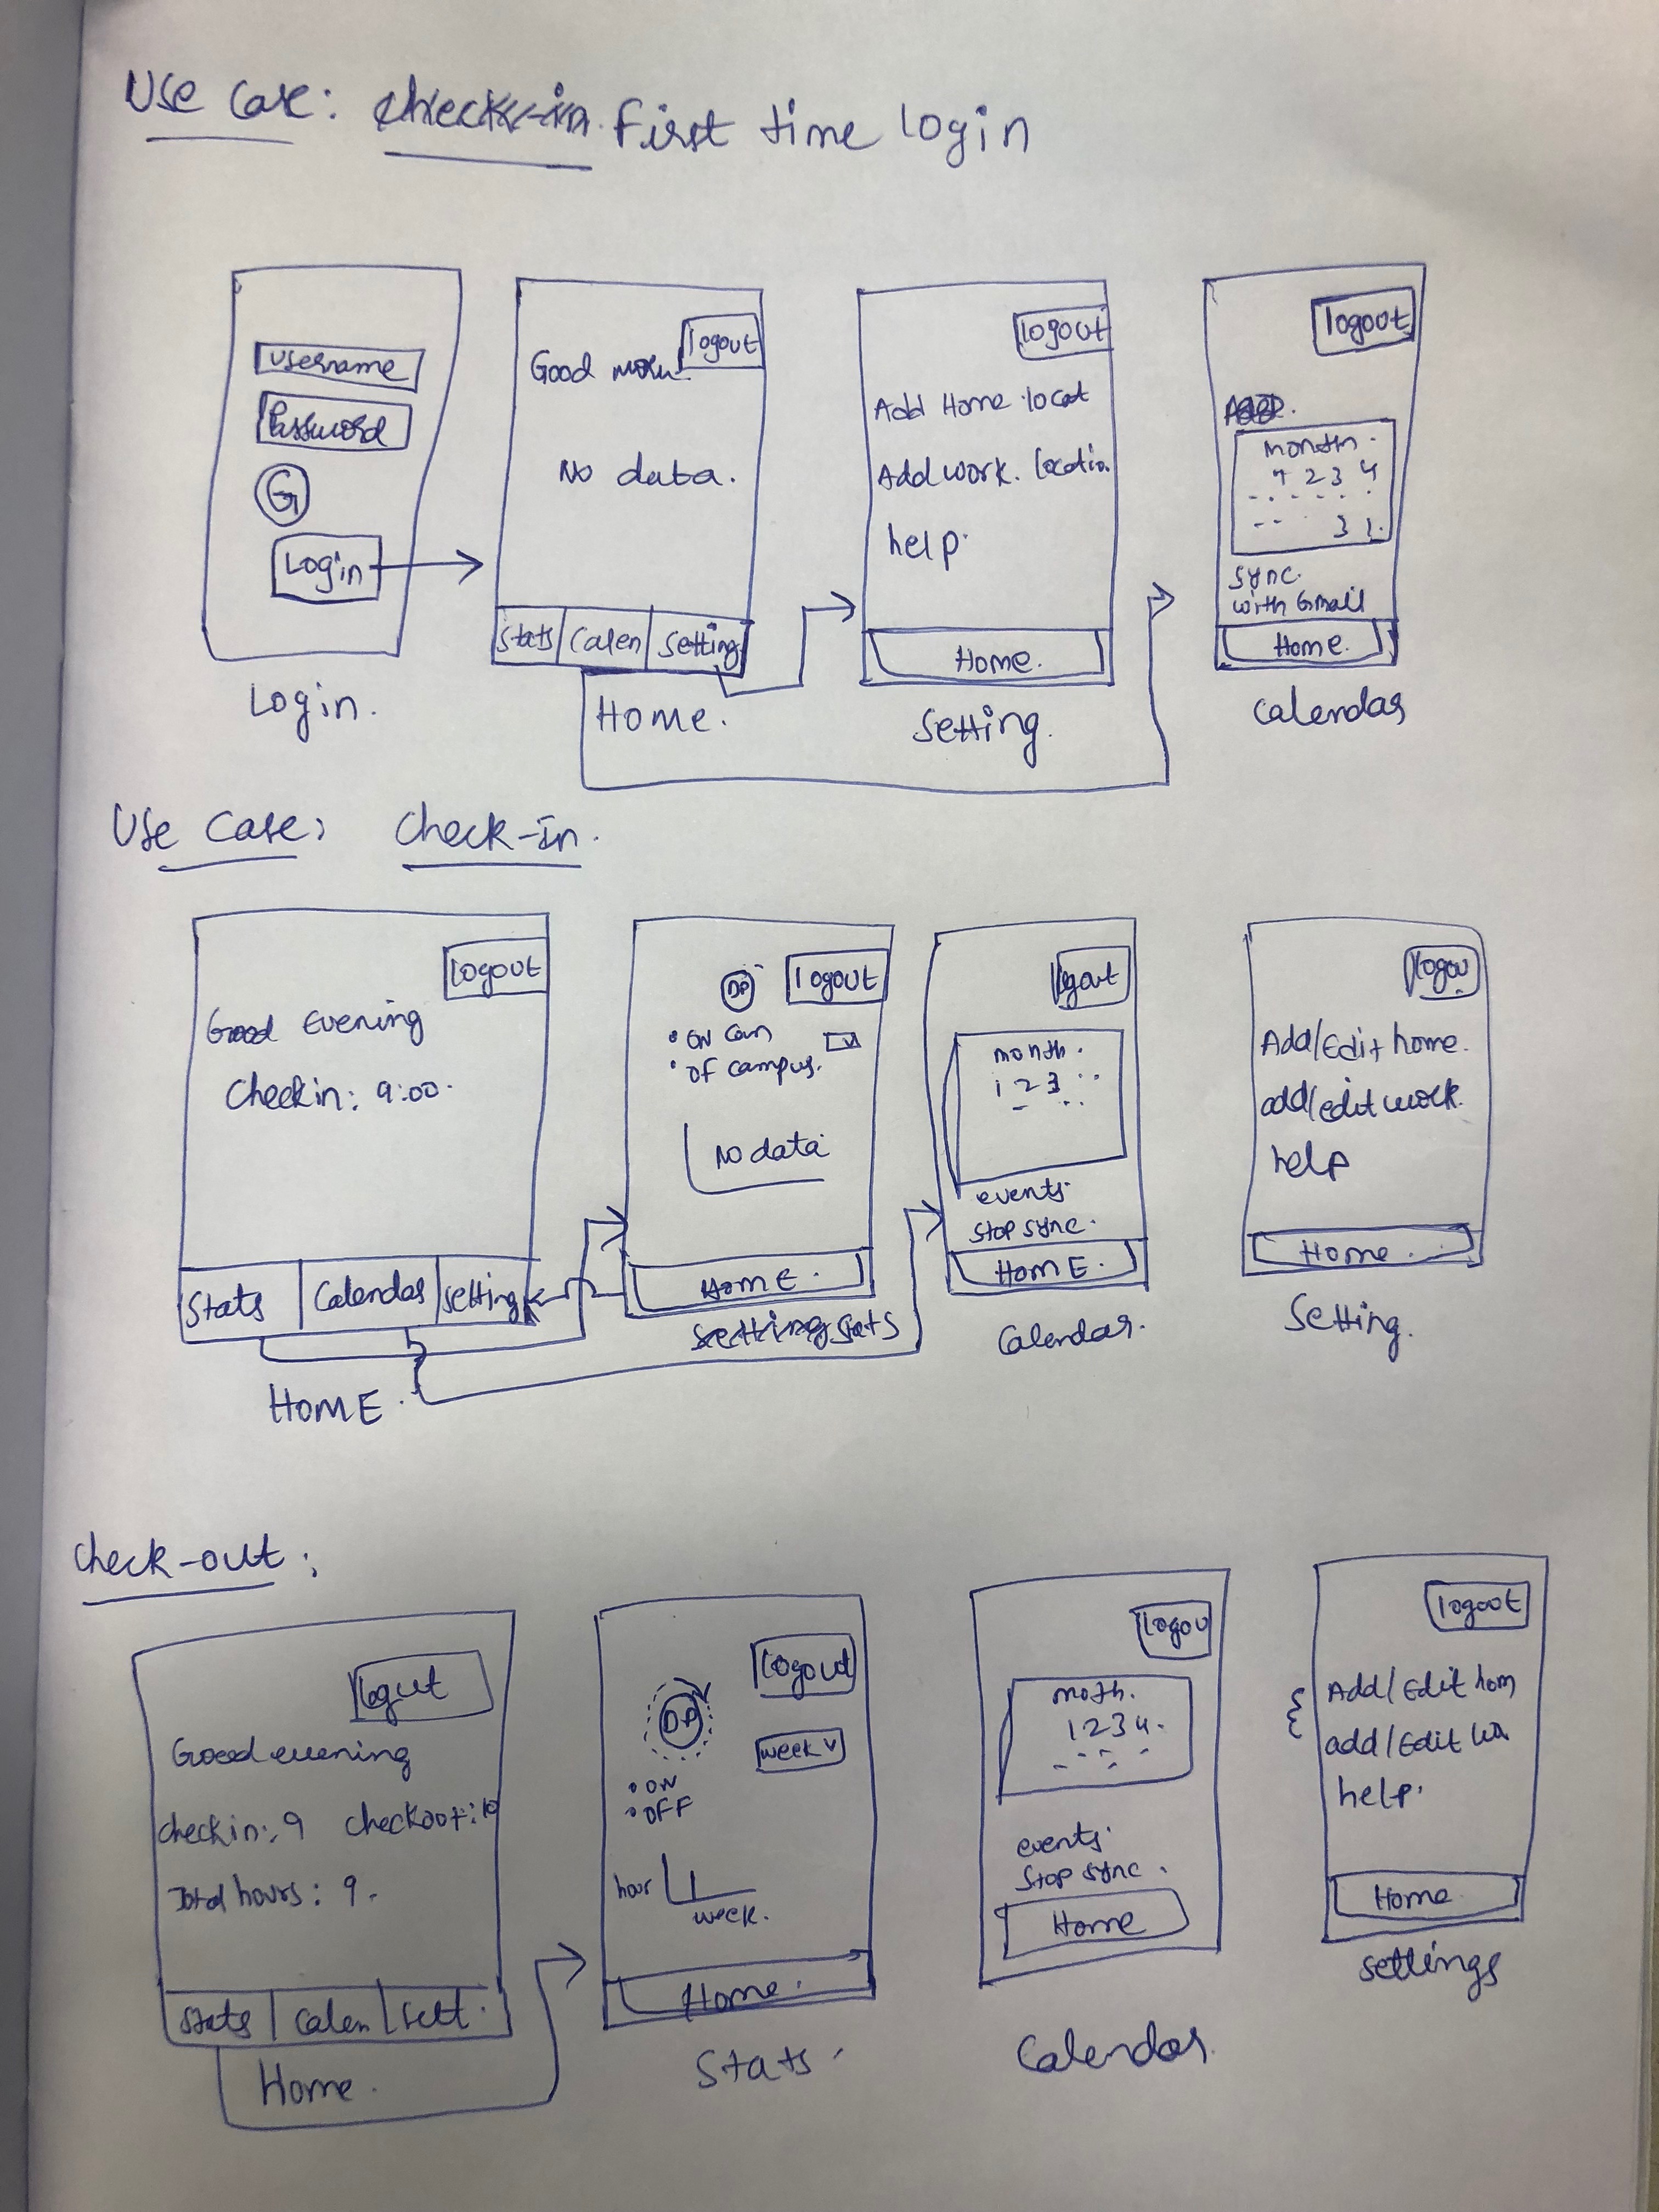 Use Case: check-in First time login
Username
Password
G
Login
Login.
logout
Good morn
No data.
Stats Calen Setting
Home.
logout
Add Home locat
Add work. locatio
help.
Home.
Setting.
logout
month.
2 3 4
3 1.
sync.
with Gmail
Home.
Calendar
Use Case: Check-in.
logout
Good Evening
Checkin: 9:00.
Stats Calendar Setting
HOME.
DP
logout
• ON Cam
• Of campus.
No data
HOME.
Setting Stats
logout
month.
1 2 3
events.
stop sync.
HOME.
Calendar.
logou
Add/Edit home.
add/edit work.
help
Home.
Setting.
Check-out:
logut
Good evening
checkin: 9 checkout: 10
Total hours: 9.
Stats Calen Sett.
Home.
logout
DP
week v
• ON
• OFF
hour
week.
Home.
Stats.
logou
moth.
1 2 3 4.
events.
Stop sync.
Home
Calendar
logout
Add/Edit hom
add/Edit
help.
Home
settings